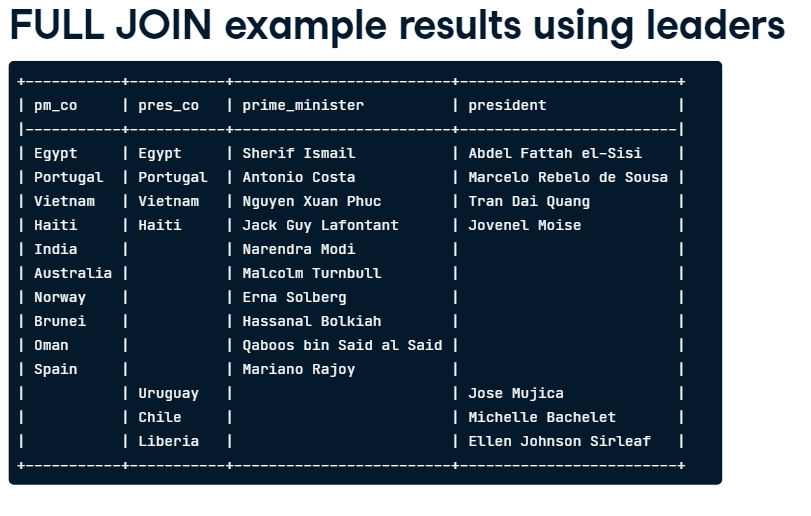 FULL JOIN example results using leaders
+-----------+-----------+-------------------------+-------------------------+
| pm_co     | pres_co   | prime_minister          | president               |
|-----------+-----------+-------------------------+-------------------------|
| Egypt     | Egypt     | Sherif Ismail           | Abdel Fattah el-Sisi    |
| Portugal  | Portugal  | Antonio Costa           | Marcelo Rebelo de Sousa |
| Vietnam   | Vietnam   | Nguyen Xuan Phuc        | Tran Dai Quang          |
| Haiti     | Haiti     | Jack Guy Lafontant      | Jovenel Moise           |
| India     |           | Narendra Modi           |                         |
| Australia |           | Malcolm Turnbull        |                         |
| Norway    |           | Erna Solberg            |                         |
| Brunei    |           | Hassanal Bolkiah        |                         |
| Oman      |           | Qaboos bin Said al Said |                         |
| Spain     |           | Mariano Rajoy           |                         |
|           | Uruguay   |                         | Jose Mujica             |
|           | Chile     |                         | Michelle Bachelet       |
|           | Liberia   |                         | Ellen Johnson Sirleaf   |
+-----------+-----------+-------------------------+-------------------------+